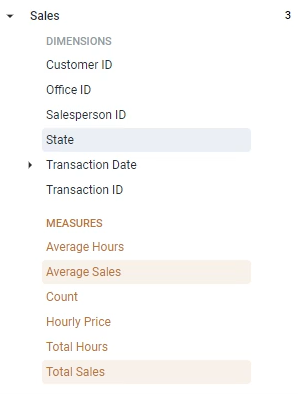 Sales 3
DIMENSIONS
Customer ID
Office ID
Salesperson ID
State
Transaction Date
Transaction ID
MEASURES
Average Hours
Average Sales
Count
Hourly Price
Total Hours
Total Sales